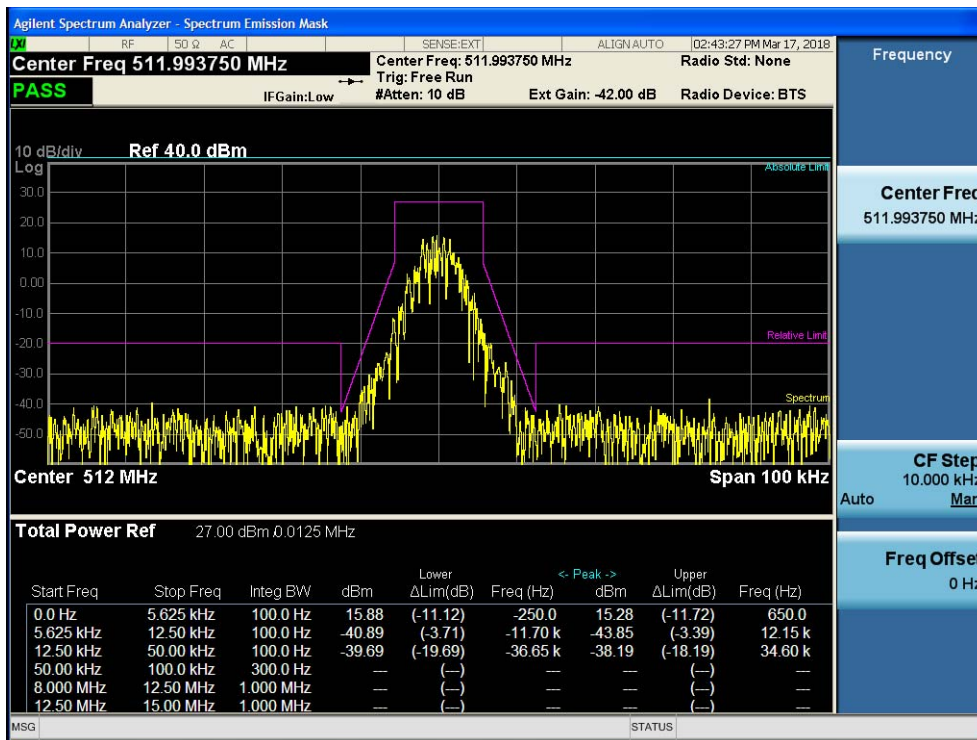 Agilent Spectrum Analyzer - Spectrum Emission Mask
LXI RF 50 Ω AC SENSE:EXT ALIGN AUTO 02:43:27 PM Mar 17, 2018
Center Freq 511.993750 MHz Center Freq: 511.993750 MHz Radio Std: None
Trig: Free Run
PASS IFGain:Low #Atten: 10 dB Ext Gain: -42.00 dB Radio Device: BTS
10 dB/div Ref 40.0 dBm
Log
Absolute Limit
30.0
20.0
10.0
0.00
-10.0
-20.0
Relative Limit
-30.0
-40.0
Spectrum
-50.0
Center 512 MHz Span 100 kHz
Total Power Ref 27.00 dBm /0.0125 MHz
Lower <- Peak -> Upper
Start Freq Stop Freq Integ BW dBm ΔLim(dB) Freq (Hz) dBm ΔLim(dB) Freq (Hz)
0.0 Hz 5.625 kHz 100.0 Hz 15.88 (-11.12) -250.0 15.28 (-11.72) 650.0
5.625 kHz 12.50 kHz 100.0 Hz -40.89 (-3.71) -11.70 k -43.85 (-3.39) 12.15 k
12.50 kHz 50.00 kHz 100.0 Hz -39.69 (-19.69) -36.65 k -38.19 (-18.19) 34.60 k
50.00 kHz 100.0 kHz 300.0 Hz --- (---) --- --- (---) ---
8.000 MHz 12.50 MHz 1.000 MHz --- (---) --- --- (---) ---
12.50 MHz 15.00 MHz 1.000 MHz --- (---) --- --- (---) ---
MSG STATUS
Frequency
Center Freq
511.993750 MHz
CF Step
10.000 kHz
Auto Man
Freq Offset
0 Hz